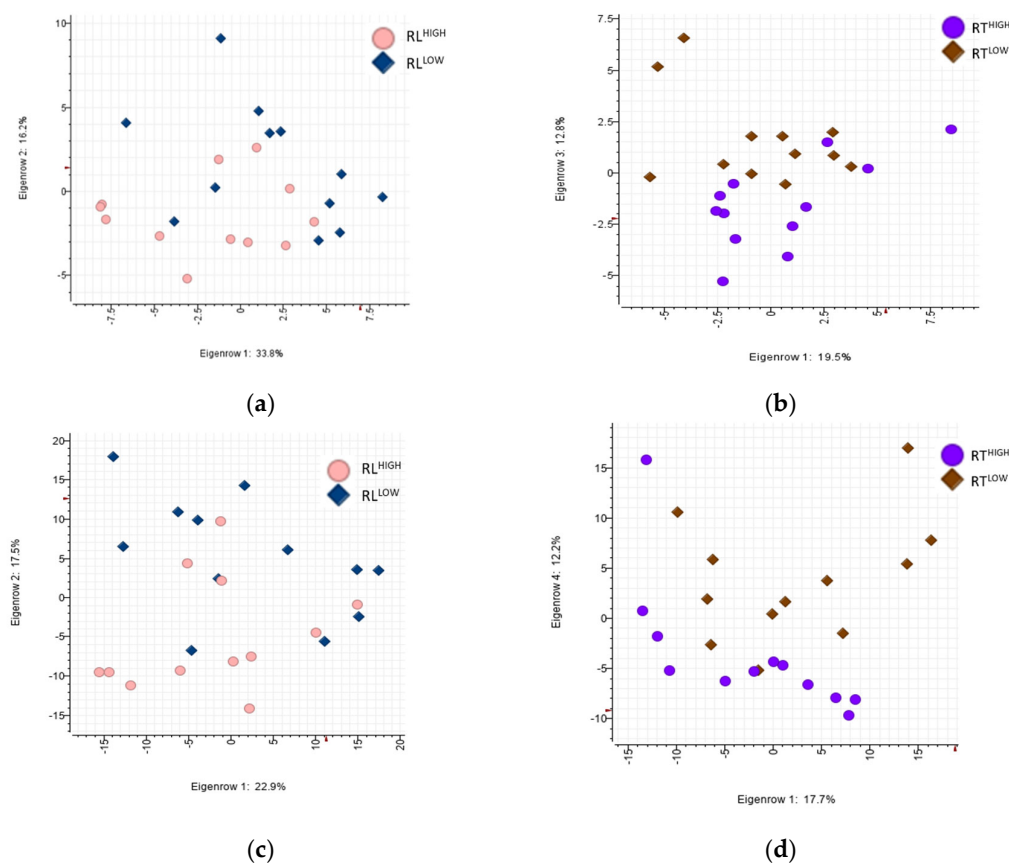 10
5
0
-5
Eigenrow 2: 16.2%
-7.5
-5
-2.5
0
2.5
5
7.5
Eigenrow 1: 33.8%
RL^HIGH
RL^LOW
(a)
7.5
5
2.5
0
-2.5
-5
Eigenrow 3: 12.8%
-5
-2.5
0
2.5
5
7.5
Eigenrow 1: 19.5%
RT^HIGH
RT^LOW
(b)
20
15
10
5
0
-5
-10
-15
Eigenrow 2: 17.5%
-15
-10
-5
0
5
10
15
20
Eigenrow 1: 22.9%
RL^HIGH
RL^LOW
(c)
15
10
5
0
-5
-10
Eigenrow 4: 12.2%
-15
-10
-5
0
5
10
15
Eigenrow 1: 17.7%
RT^HIGH
RT^LOW
(d)